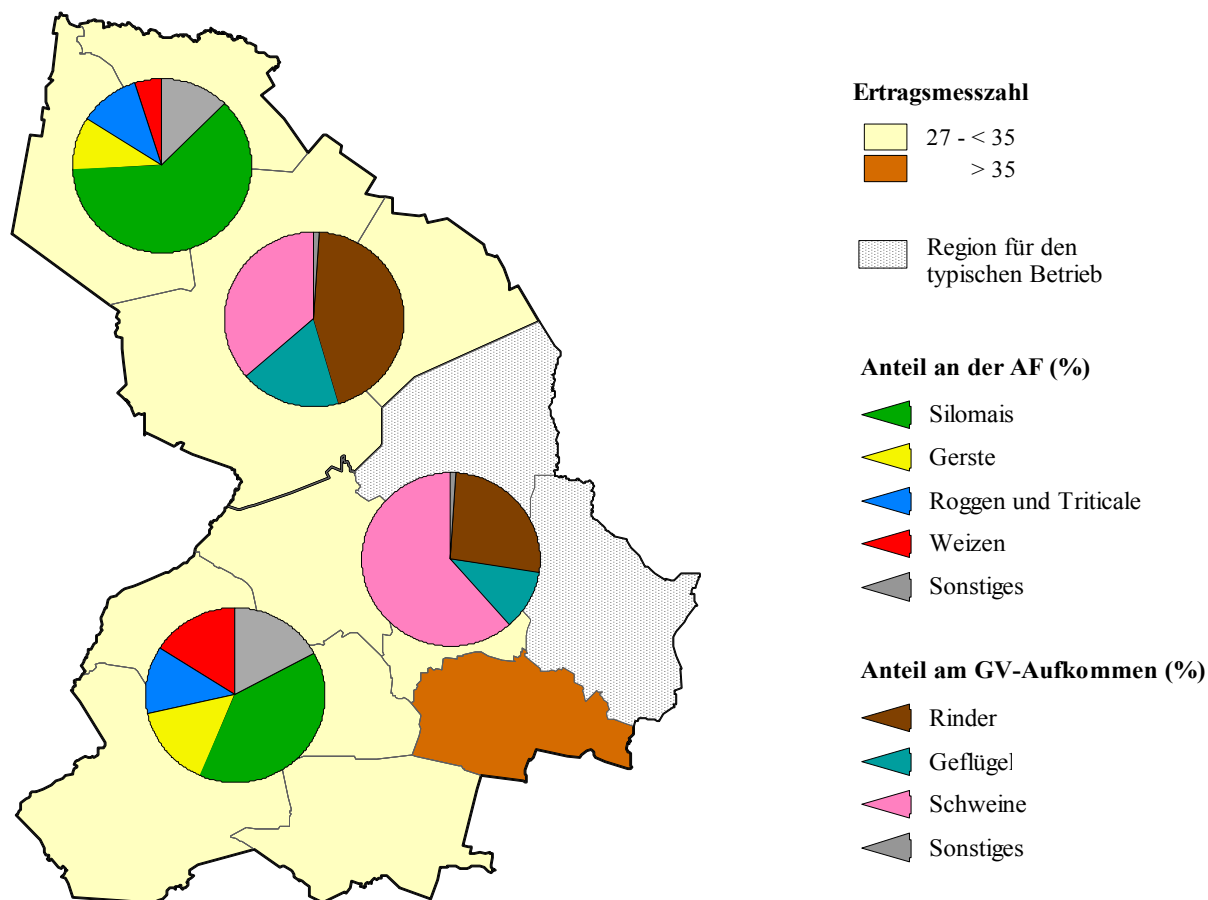 Ertragsmesszahl
27 - < 35
> 35
Region für den
typischen Betrieb
Anteil an der AF (%)
Silomais
Gerste
Roggen und Triticale
Weizen
Sonstiges
Anteil am GV-Aufkommen (%)
Rinder
Geflügel
Schweine
Sonstiges